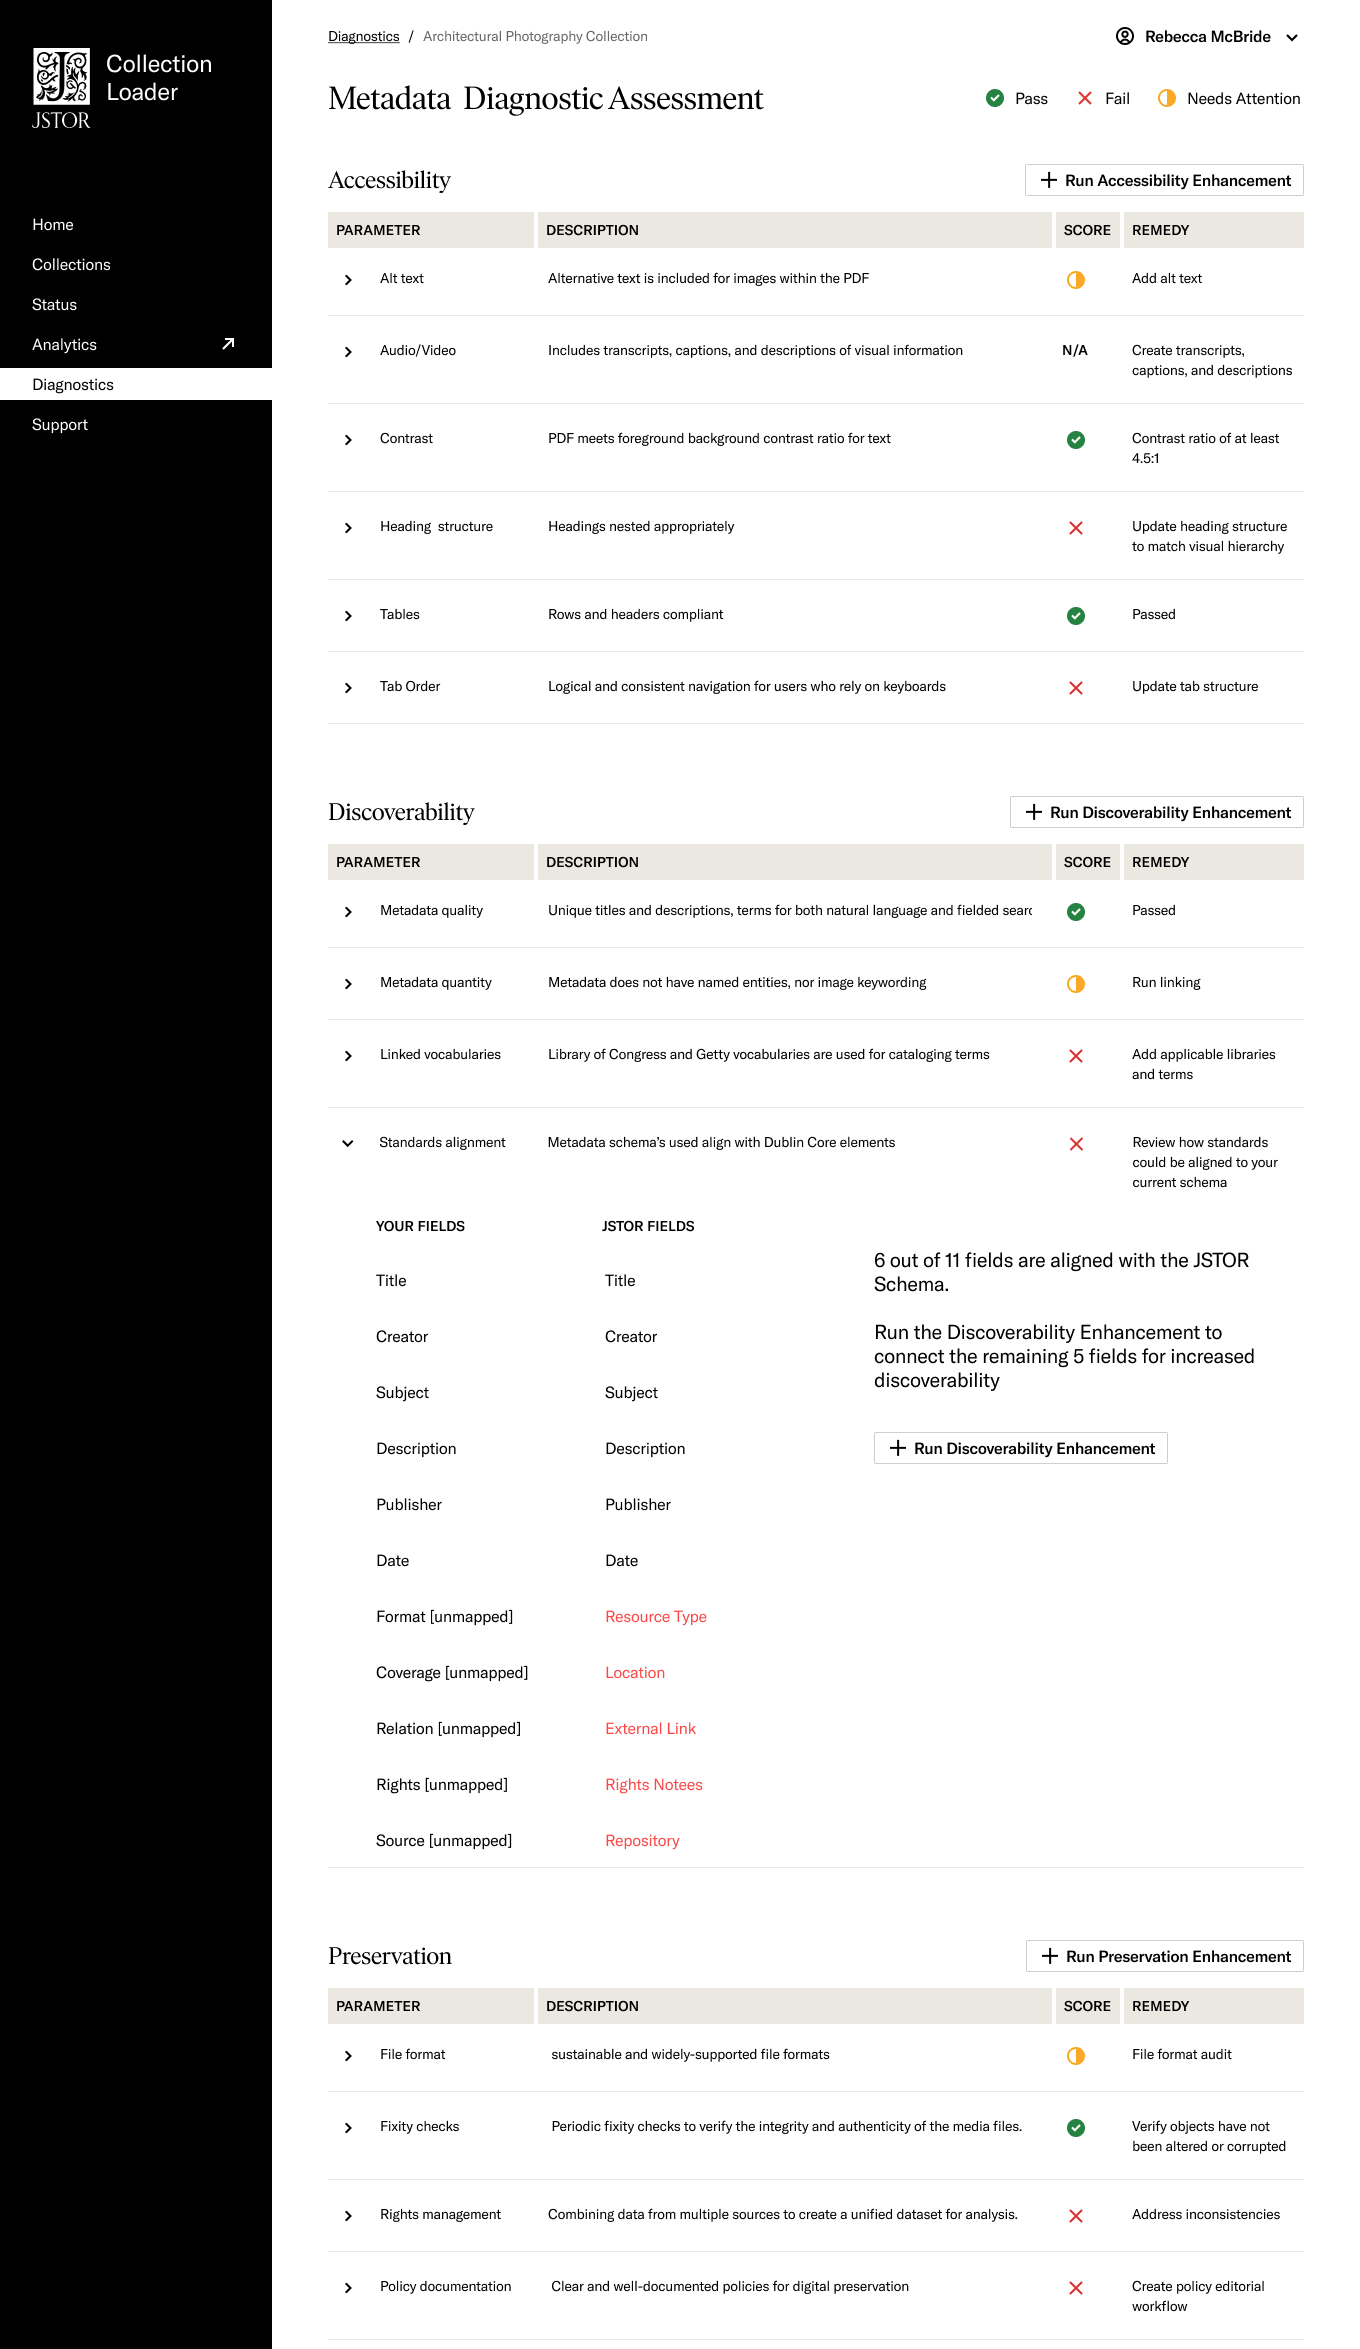 Collection
Loader
JSTOR
Home
Collections
Status
Analytics
Diagnostics
Support
Diagnostics / Architectural Photography Collection
Rebecca McBride
Metadata Diagnostic Assessment
Pass Fail Needs Attention
Accessibility
Run Accessibility Enhancement
PARAMETER DESCRIPTION SCORE REMEDY
Alt text Alternative text is included for images within the PDF Add alt text
Audio/Video Includes transcripts, captions, and descriptions of visual information N/A Create transcripts,
captions, and descriptions
Contrast PDF meets foreground background contrast ratio for text Contrast ratio of at least
4.5:1
Heading structure Headings nested appropriately Update heading structure
to match visual hierarchy
Tables Rows and headers compliant Passed
Tab Order Logical and consistent navigation for users who rely on keyboards Update tab structure
Discoverability
Run Discoverability Enhancement
PARAMETER DESCRIPTION SCORE REMEDY
Metadata quality Unique titles and descriptions, terms for both natural language and fielded searc Passed
Metadata quantity Metadata does not have named entities, nor image keywording Run linking
Linked vocabularies Library of Congress and Getty vocabularies are used for cataloging terms Add applicable libraries
and terms
Standards alignment Metadata schema's used align with Dublin Core elements Review how standards
could be aligned to your
current schema
YOUR FIELDS JSTOR FIELDS
Title Title
Creator Creator
Subject Subject
Description Description
Publisher Publisher
Date Date
Format [unmapped] Resource Type
Coverage [unmapped] Location
Relation [unmapped] External Link
Rights [unmapped] Rights Notees
Source [unmapped] Repository
6 out of 11 fields are aligned with the JSTOR
Schema.
Run the Discoverability Enhancement to
connect the remaining 5 fields for increased
discoverability
Run Discoverability Enhancement
Preservation
Run Preservation Enhancement
PARAMETER DESCRIPTION SCORE REMEDY
File format sustainable and widely-supported file formats File format audit
Fixity checks Periodic fixity checks to verify the integrity and authenticity of the media files. Verify objects have not
been altered or corrupted
Rights management Combining data from multiple sources to create a unified dataset for analysis. Address inconsistencies
Policy documentation Clear and well-documented policies for digital preservation Create policy editorial
workflow